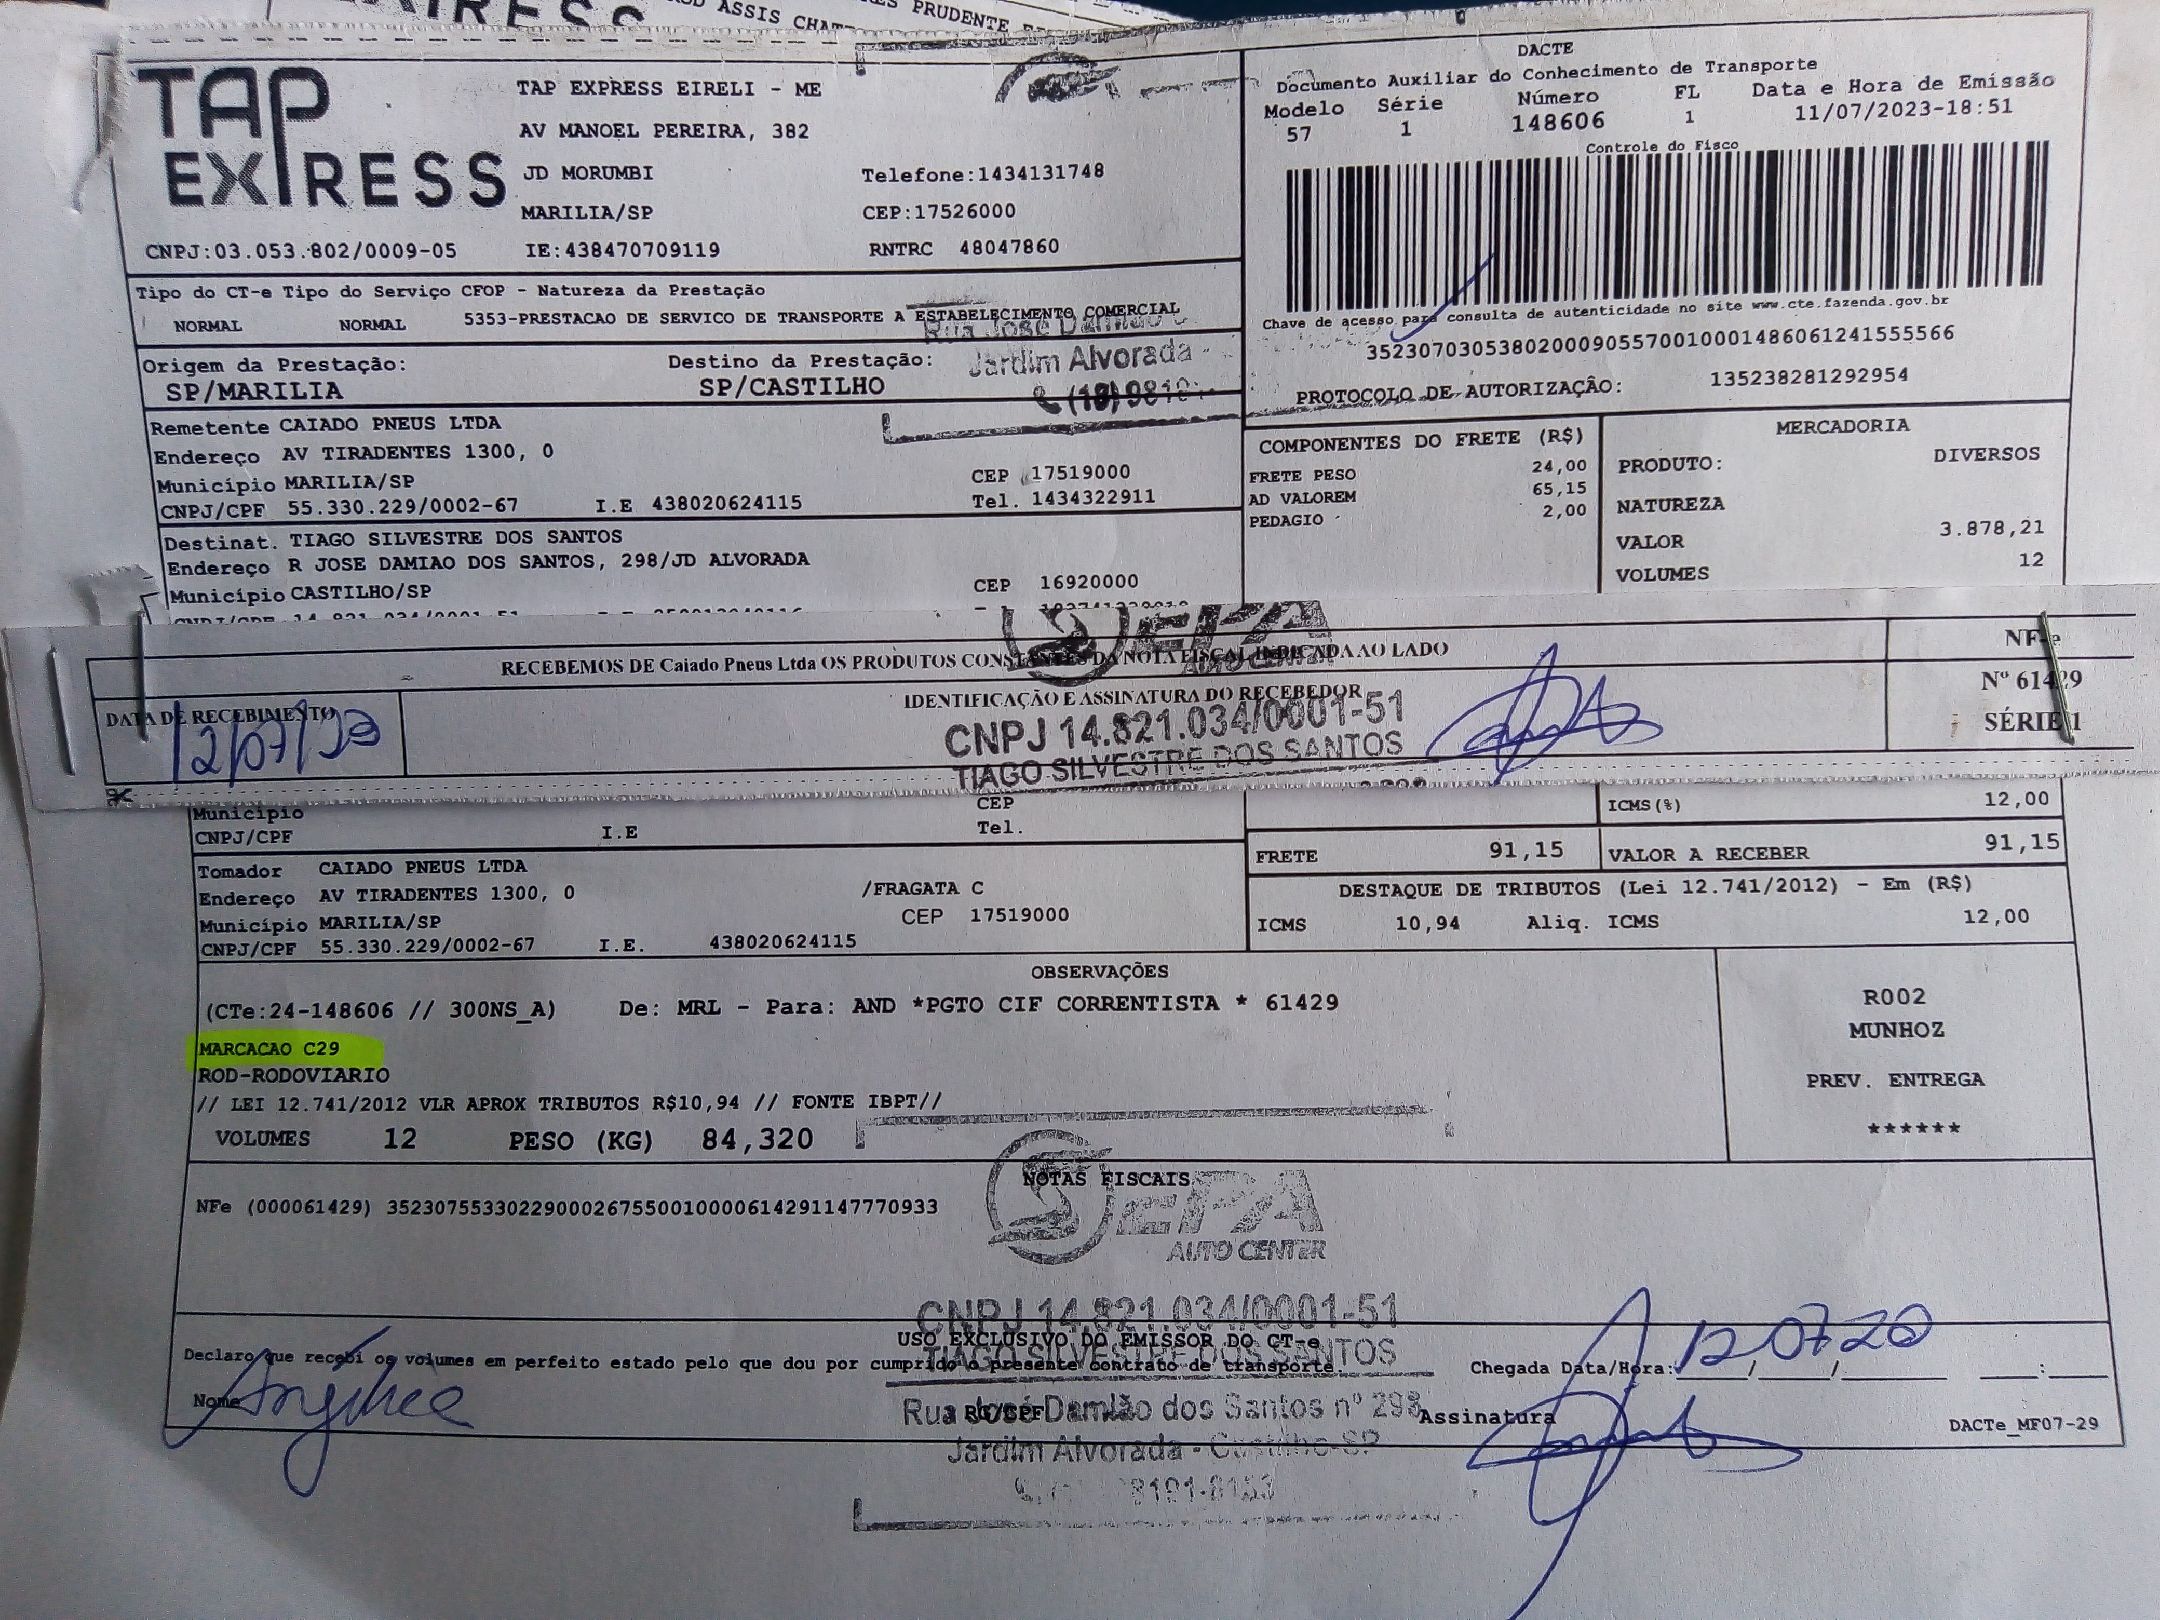 ASSIS
PRUDENTE
TAP
EXPRESS
TAP EXPRESS EIRELI - ME
AV MANOEL PEREIRA, 382
JD MORUMBI
Telefone:1434131748
MARILIA/SP
CEP:17526000
CNPJ:03.053.802/0009-05
IE:438470709119
RNTRC 48047860
DACTE
Documento Auxiliar do Conhecimento de Transporte
Modelo Série Número FL Data e Hora de Emissão
57 1 148606 1 11/07/2023-18:51
Controle do Fisco
Chave de acesso para consulta de autenticidade no site www.cte.fazenda.gov.br
35230703053802000905570010001486061241555566
PROTOCOLO DE AUTORIZAÇÃO: 135238281292954
Tipo do CT-e Tipo do Serviço CFOP - Natureza da Prestação
NORMAL NORMAL 5353-PRESTACAO DE SERVICO DE TRANSPORTE A ESTABELECIMENTO COMERCIAL
Origem da Prestação: Destino da Prestação:
SP/MARILIA SP/CASTILHO
Jardim Alvorada -
Remetente CAIADO PNEUS LTDA
Endereço AV TIRADENTES 1300, 0
Município MARILIA/SP CEP 17519000
CNPJ/CPF 55.330.229/0002-67 I.E 438020624115 Tel. 1434322911
Destinat. TIAGO SILVESTRE DOS SANTOS
Endereço R JOSE DAMIAO DOS SANTOS, 298/JD ALVORADA
Município CASTILHO/SP CEP 16920000
COMPONENTES DO FRETE (R$)
FRETE PESO 24,00
AD VALOREM 65,15
PEDAGIO 2,00
MERCADORIA
PRODUTO: DIVERSOS
NATUREZA
VALOR 3.878,21
VOLUMES 12
RECEBEMOS DE Caiado Pneus Ltda OS PRODUTOS CONSTANTES DA NOTA FISCAL INDICADA AO LADO
NF-e
Nº 61429
SÉRIE 1
DATA DE RECEBIMENTO
12/07/23
IDENTIFICAÇÃO E ASSINATURA DO RECEBEDOR
CNPJ 14.821.034/0001-51
TIAGO SILVESTRE DOS SANTOS
Município CEP
CNPJ/CPF I.E Tel.
ICMS(%) 12,00
FRETE 91,15 VALOR A RECEBER 91,15
Tomador CAIADO PNEUS LTDA
Endereço AV TIRADENTES 1300, 0 /FRAGATA C
Município MARILIA/SP CEP 17519000
CNPJ/CPF 55.330.229/0002-67 I.E. 438020624115
DESTAQUE DE TRIBUTOS (Lei 12.741/2012) - Em (R$)
ICMS 10,94 Aliq. ICMS 12,00
OBSERVAÇÕES
(CTe:24-148606 // 300NS_A) De: MRL - Para: AND *PGTO CIF CORRENTISTA * 61429
MARCACAO C29
ROD-RODOVIARIO
// LEI 12.741/2012 VLR APROX TRIBUTOS R$10,94 // FONTE IBPT//
VOLUMES 12 PESO (KG) 84,320
R002
MUNHOZ
PREV. ENTREGA
******
NOTAS FISCAIS
NFe (000061429) 35230755330229000267550010000614291147770933
AUTO CENTER
CNPJ 14.821.034/0001-51
TIAGO SILVESTRE DOS SANTOS
USO EXCLUSIVO DO EMISSOR DO CT-e
Declaro que recebi os volumes em perfeito estado pelo que dou por cumprido o presente contrato de transporte.
Chegada Data/Hora: / / :
Nome RG/CPF Assinatura
Rua José Damião dos Santos nº 298
Jardim Alvorada - Castilho-SP
DACTe_MF07-29